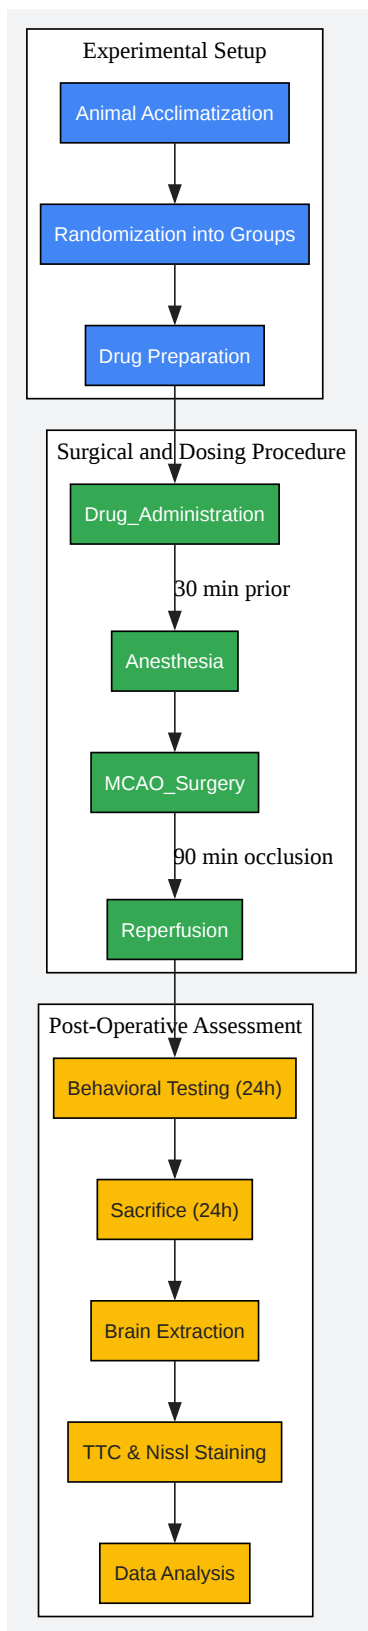 Experimental Setup
Animal Acclimatization
Randomization into Groups
Drug Preparation
Surgical and Dosing Procedure
Drug_Administration
30 min prior
Anesthesia
MCAO_Surgery
90 min occlusion
Reperfusion
Post-Operative Assessment
Behavioral Testing (24h)
Sacrifice (24h)
Brain Extraction
TTC & Nissl Staining
Data Analysis